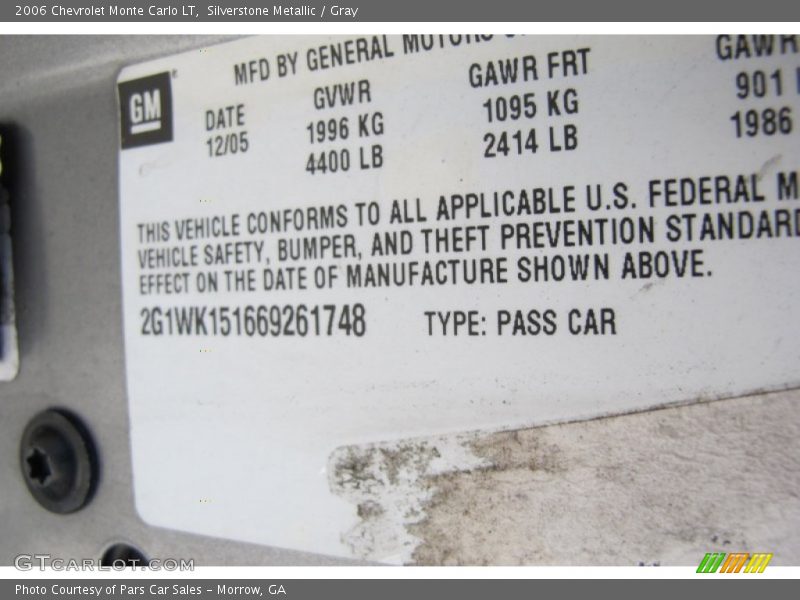 2006 Chevrolet Monte Carlo LT,  Silverstone Metallic / Gray
GM
MFD BY GENERAL MOTORS
DATE
12/05
GVWR
1996 KG
4400 LB
GAWR FRT
1095 KG
2414 LB
GAWR
901
1986
THIS VEHICLE CONFORMS TO ALL APPLICABLE U.S. FEDERAL M
VEHICLE SAFETY, BUMPER, AND THEFT PREVENTION STANDARD
EFFECT ON THE DATE OF MANUFACTURE SHOWN ABOVE.
2G1WK151669261748 TYPE: PASS CAR
GTCARLOT.COM
Photo Courtesy of Pars Car Sales - Morrow, GA